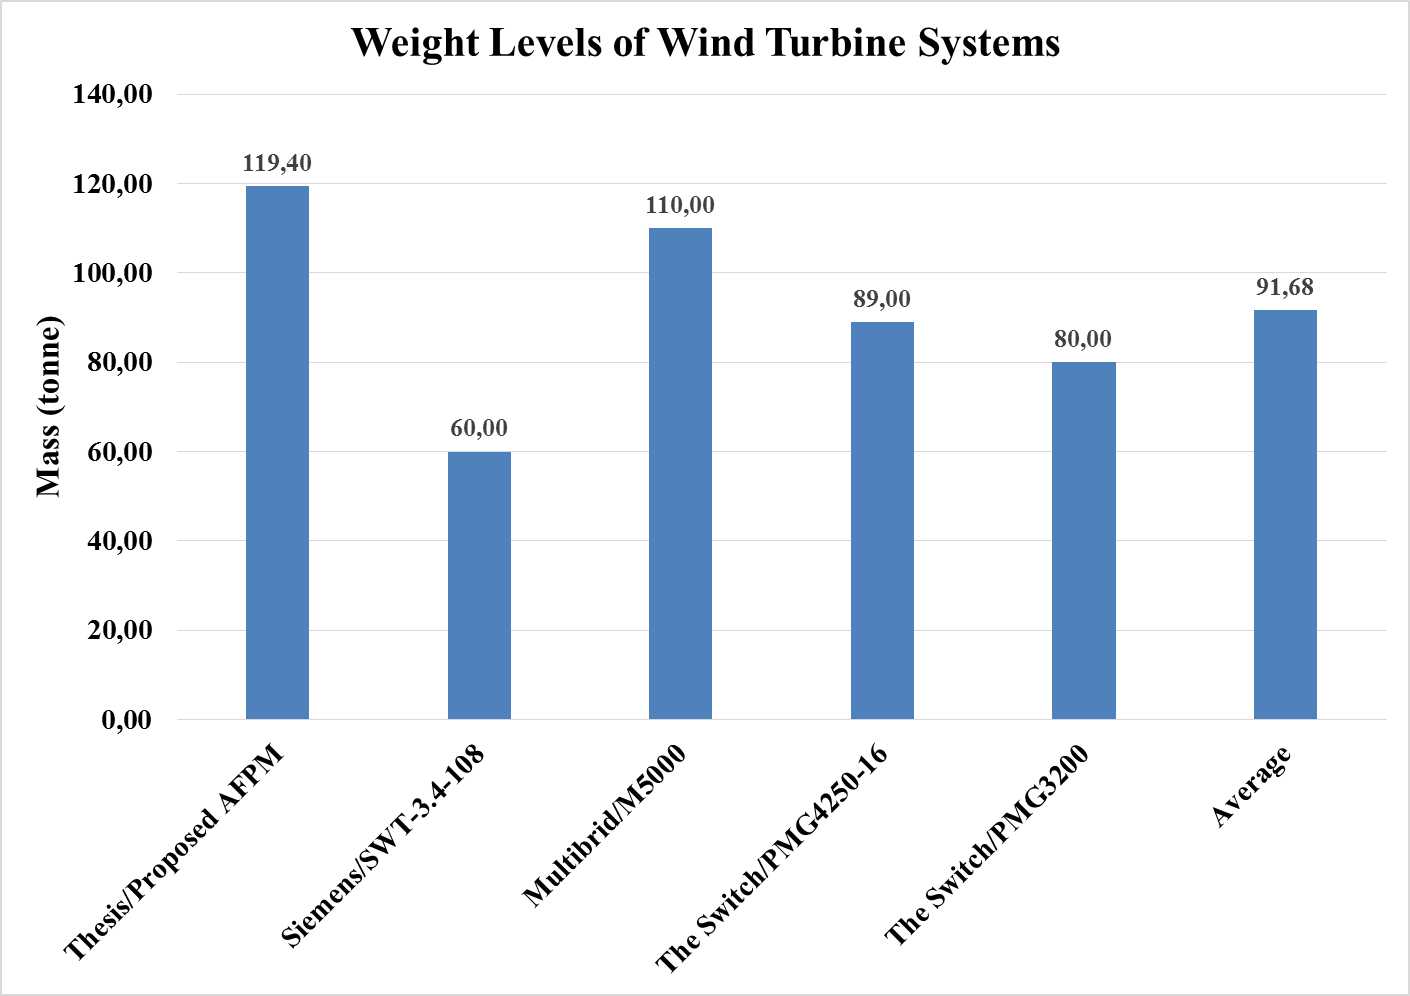 Weight Levels of Wind Turbine Systems
140,00
120,00
100,00
80,00
60,00
40,00
20,00
0,00
Mass (tonne)
119,40
60,00
110,00
89,00
80,00
91,68
Thesis/Proposed AFPM
Siemens/SWT-3.4-108
Multibrid/M5000
The Switch/PMG4250-16
The Switch/PMG3200
Average